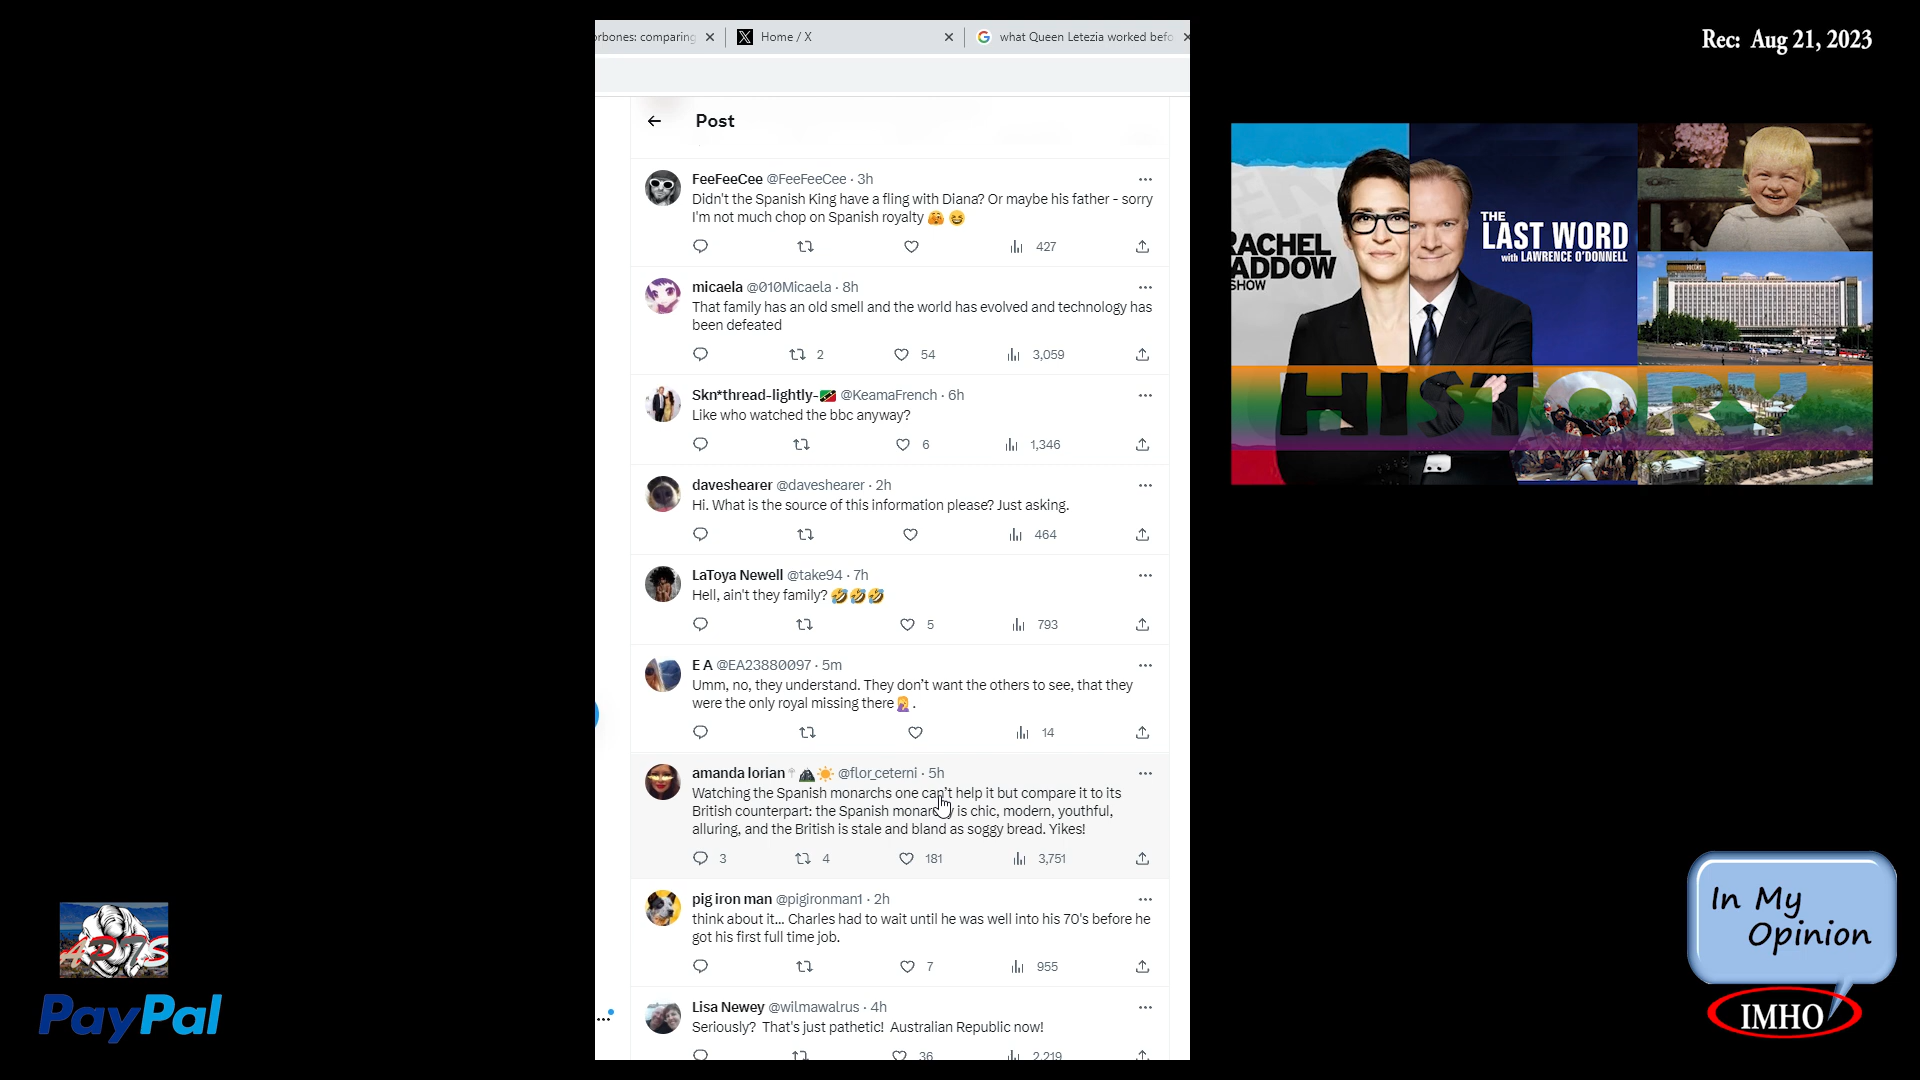 orbones: comparing
Home / X
what Queen Letezia worked befo
Rec: Aug 21, 2023
Post
FeeFeeCee @FeeFeeCee · 3h
Didn't the Spanish King have a fling with Diana? Or maybe his father - sorry
I'm not much chop on Spanish royalty 🤗 😆
427
micaela @010Micaela · 8h
That family has an old smell and the world has evolved and technology has
been defeated
2 54 3,059
Skn*thread-lightly-🇰🇳 @KeamaFrench · 6h
Like who watched the bbc anyway?
6 1,346
daveshearer @daveshearer · 2h
Hi. What is the source of this information please? Just asking.
464
LaToya Newell @take94 · 7h
Hell, ain't they family? 🤣🤣🤣
5 793
E A @EA23880097 · 5m
Umm, no, they understand. They don't want the others to see, that they
were the only royal missing there🤦‍♀️.
14
amanda lorian ☀️ @flor_ceterni · 5h
Watching the Spanish monarchs one can't help it but compare it to its
British counterpart: the Spanish monarchy is chic, modern, youthful,
alluring, and the British is stale and bland as soggy bread. Yikes!
3 4 181 3,751
pig iron man @pigironman1 · 2h
think about it... Charles had to wait until he was well into his 70's before he
got his first full time job.
7 955
Lisa Newey @wilmawalrus · 4h
Seriously? That's just pathetic! Australian Republic now!
36 2,219
RACHEL
ADDOW
SHOW
THE
LAST WORD
with LAWRENCE O'DONNELL
HISTORY
PayPal
In My
Opinion
IMHO